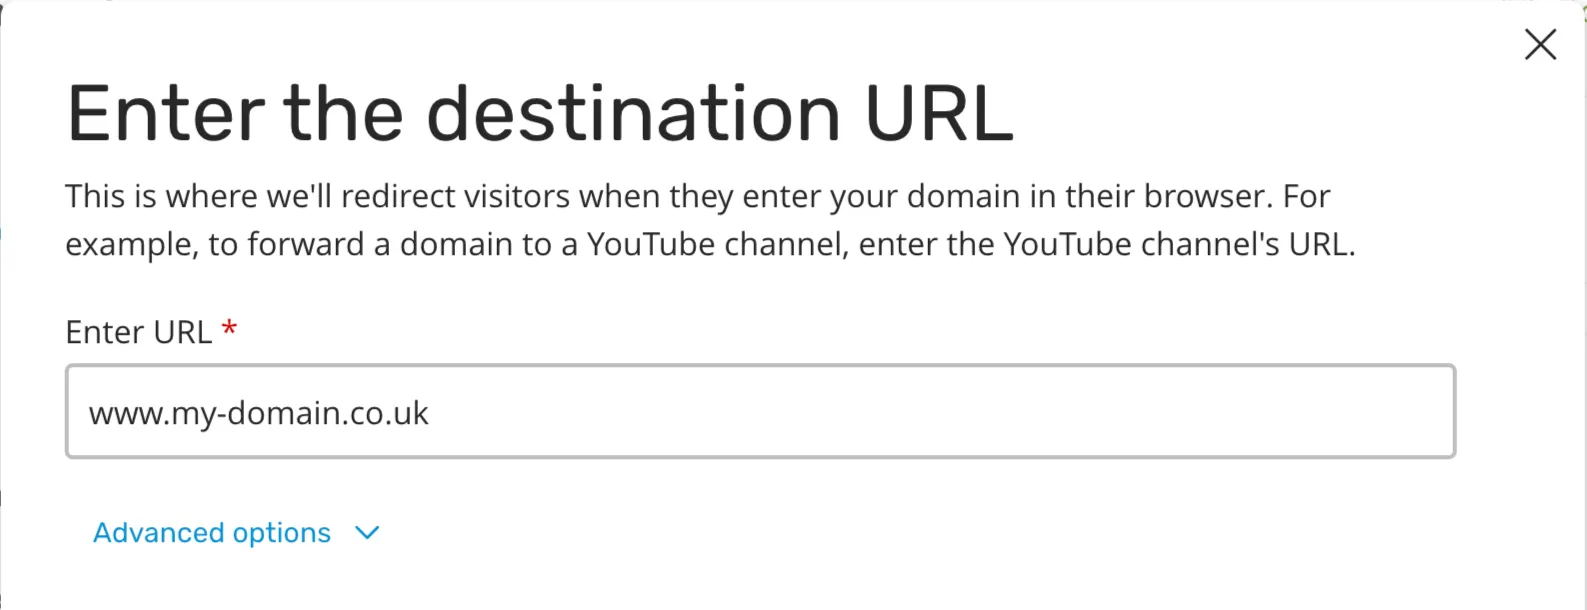 Enter the destination URL
This is where we'll redirect visitors when they enter your domain in their browser. For
example, to forward a domain to a YouTube channel, enter the YouTube channel's URL.
Enter URL *
www.my-domain.co.uk
Advanced options